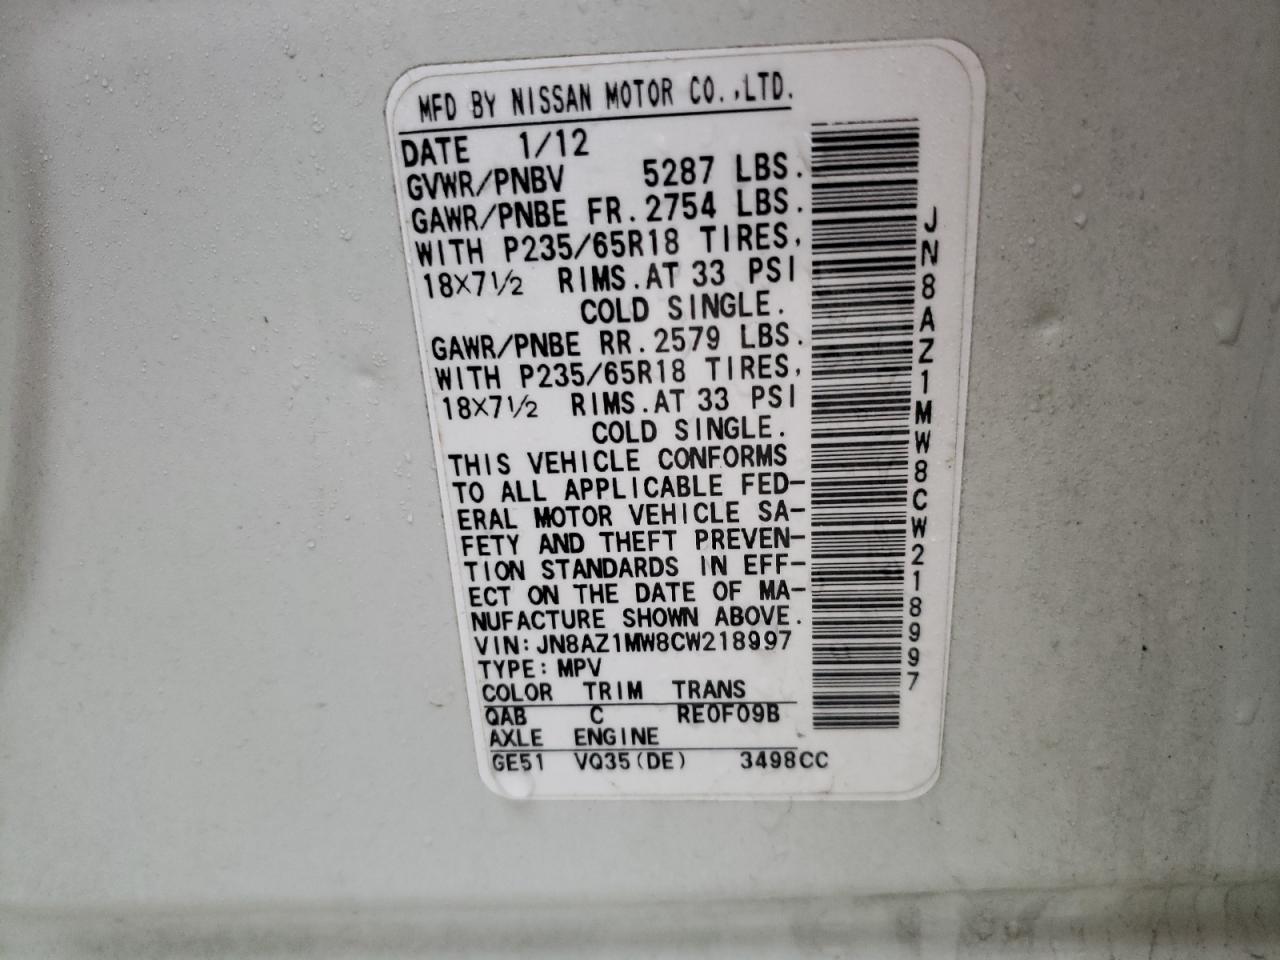 MFD BY NISSAN MOTOR CO.,LTD.
DATE 1/12
GVWR/PNBV 5287 LBS.
GAWR/PNBE FR. 2754 LBS.
WITH P235/65R18 TIRES,
18×7 1/2 RIMS. AT 33 PSI
COLD SINGLE.
GAWR/PNBE RR. 2579 LBS.
WITH P235/65R18 TIRES,
18×7 1/2 RIMS. AT 33 PSI
COLD SINGLE.
THIS VEHICLE CONFORMS
TO ALL APPLICABLE FED-
ERAL MOTOR VEHICLE SA-
FETY AND THEFT PREVEN-
TION STANDARDS IN EFF-
ECT ON THE DATE OF MA-
NUFACTURE SHOWN ABOVE.
VIN: JN8AZ1MW8CW218997
TYPE: MPV
COLOR TRIM TRANS
QAB C RE0F09B
AXLE ENGINE
GE51 VQ35(DE) 3498CC
JN8AZ1MW8CW218997